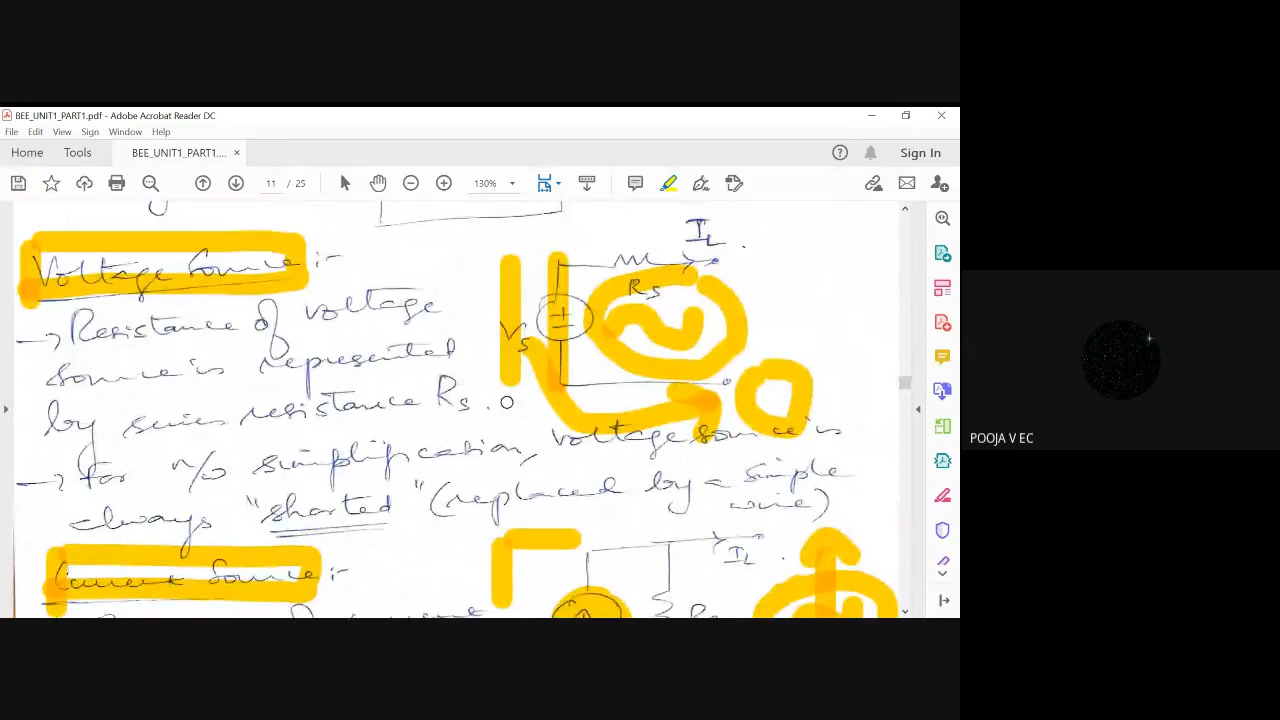 BEE_UNIT1_PART1.pdf - Adobe Acrobat Reader DC
File Edit View Window Help
Home Tools BEE_UNIT1_PART1.... × Sign In
11 / 25 130%
IL
Voltage Source :-
Rs
→ Resistance of voltage
Vs
+
source is represented
by series resistance Rs.
→ For n/w simplification, voltage source is
always "shorted" (replaced by a simple
wire)
Current Source :-
IL
POOJA V EC